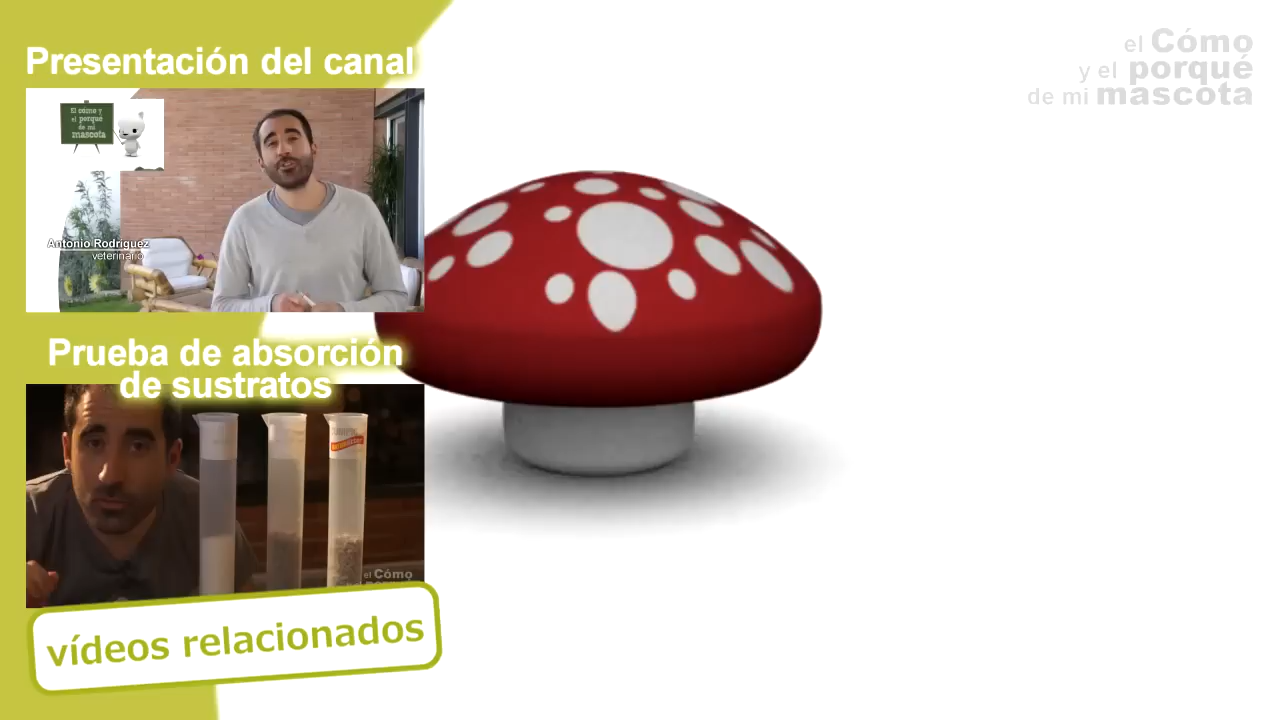 Presentación del canal
El cómo y
el porqué
de mi
mascota
Antonio Rodríguez
veterinario
Prueba de absorción
de sustratos
el Cómo
vídeos relacionados
el Cómo
y el porqué
de mi mascota